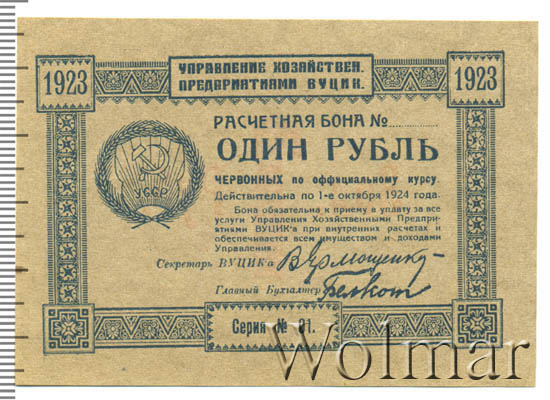 1923
УПРАВЛЕНИЕ ХОЗЯЙСТВЕН.
ПРЕДПРИЯТИЯМИ ВУЦИК.
1923
РАСЧЕТНАЯ БОНА №
ОДИН РУБЛЬ
ЧЕРВОННЫХ по оффициальному курсу.
Действительна по 1-е октября 1924 года.
УССР
Бона обязательна к приему в уплату за все
услуги Управления Хозяйственными Предпри-
ятиями ВУЦИК'а при внутренних расчетах и
обеспечивается всем имуществом и доходами
Управления.
Секретарь ВУЦИК'а
Главный Бухгалтер
Серия № 01.
Wolmar